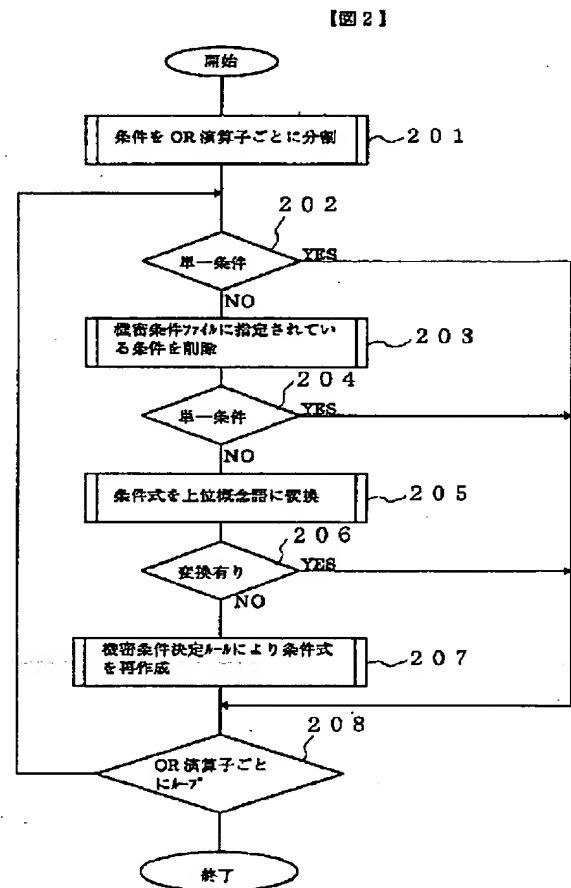 【図2】
開始
条件をOR演算子ごとに分割
201
202
単一条件
YES
NO
機密条件ファイルに指定されてい
る条件を削除
203
204
単一条件
YES
NO
条件式を上位概念語に変換
205
206
変換有り
YES
NO
機密条件決定ルールにより条件式
を再作成
207
208
OR演算子ごと
にループ
終了